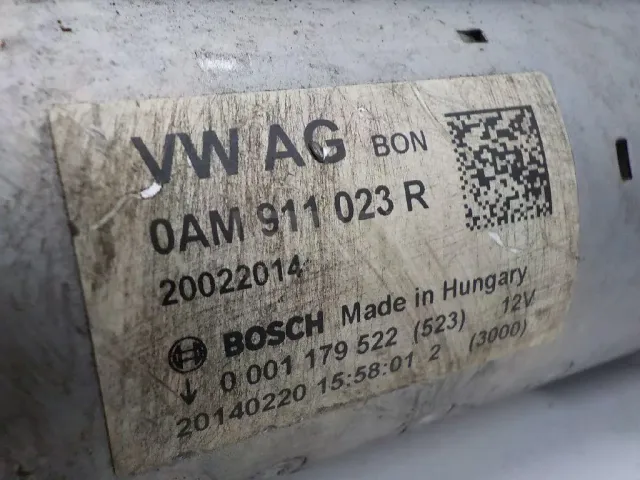 VW AG BON
0AM 911 023 R
20022014
BOSCH Made in Hungary
↓ 0 001 179 522 (523) 12V
20140220 15:58:01 2 (3000)